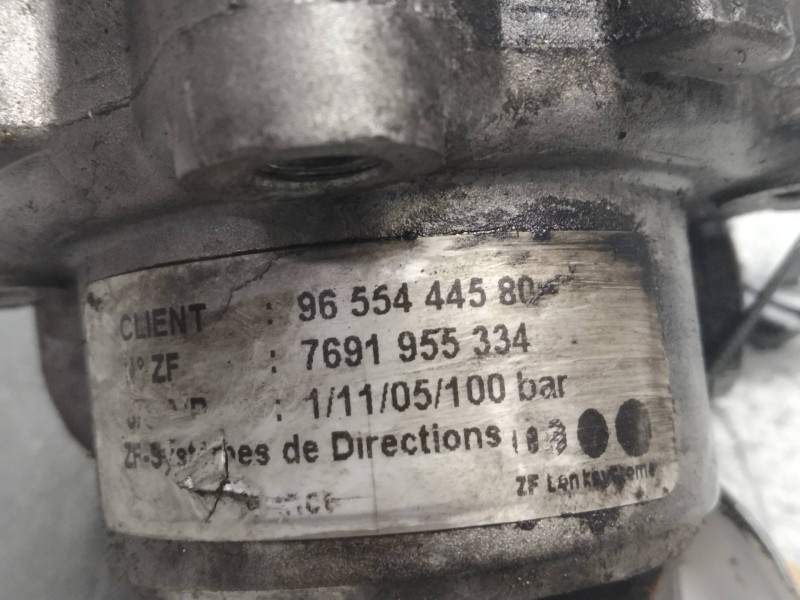 CLIENT : 96 554 445 80
N° ZF : 7691 955 334
: 1/11/05/100 bar
ZF-Systèmes de Directions
ZF Lenksysteme